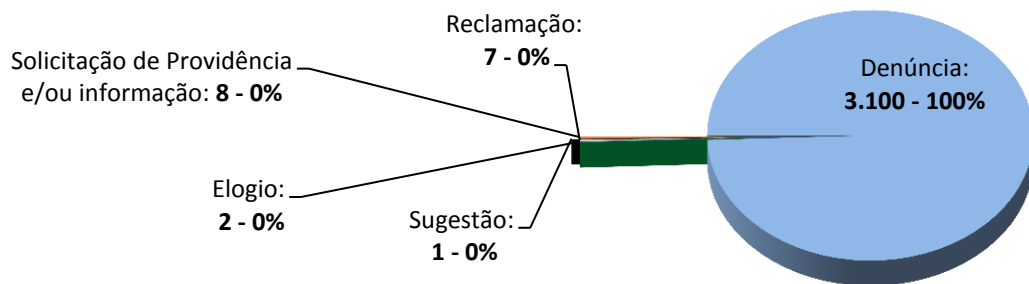 Reclamação:
7 - 0%
Solicitação de Providência
e/ou informação: 8 - 0%
Denúncia:
3.100 - 100%
Elogio:
2 - 0%
Sugestão:
1 - 0%